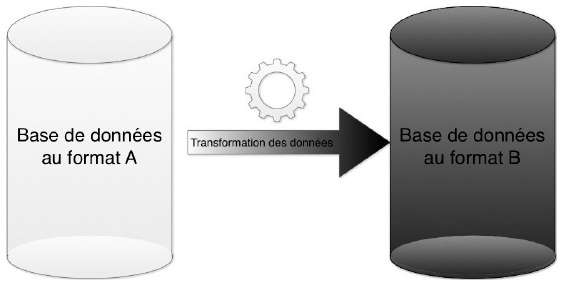 Base de données
au format A
Transformation des données
Base de données
au format B